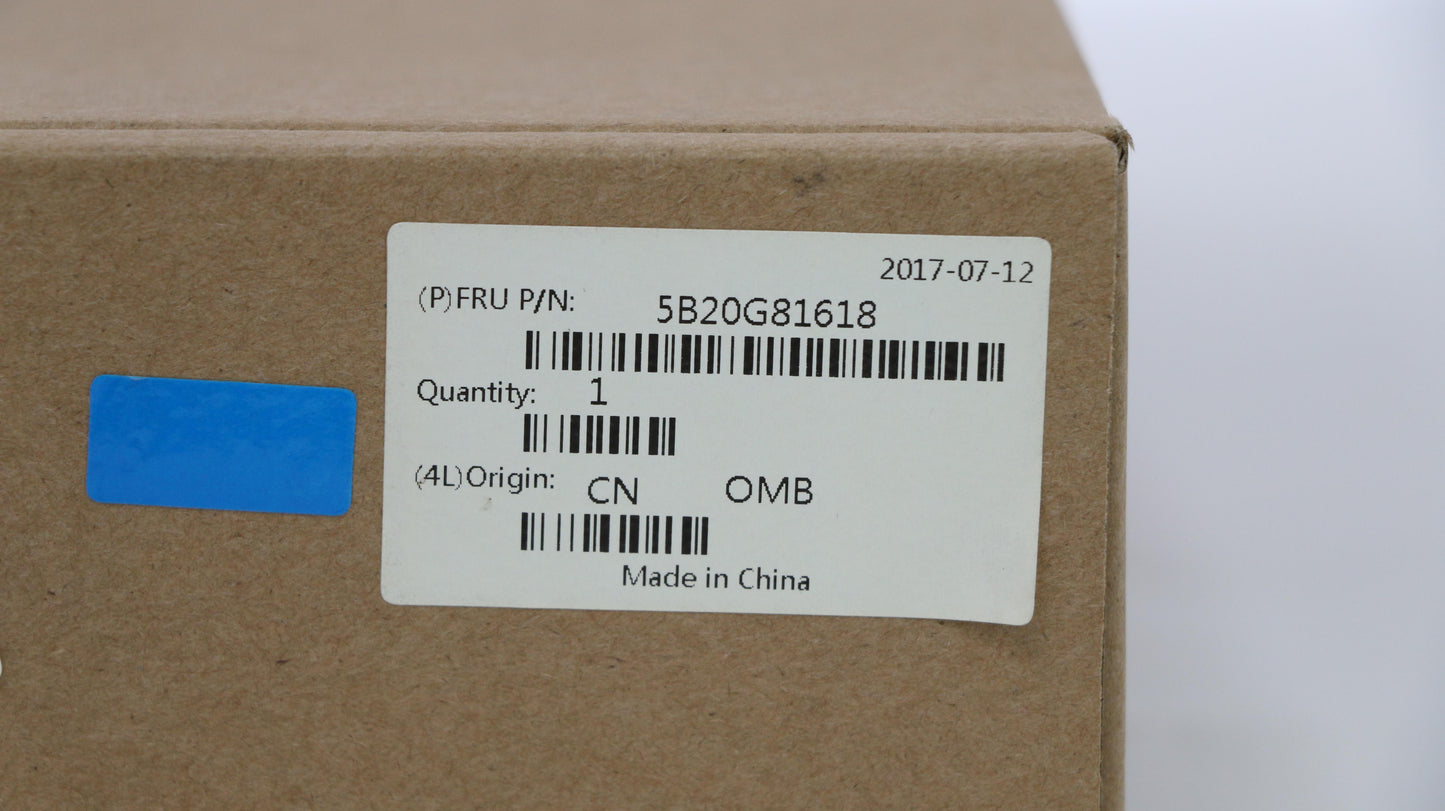 2017-07-12
(P)FRU P/N: 5B20G81618
Quantity: 1
(4L)Origin: CN OMB
Made in China